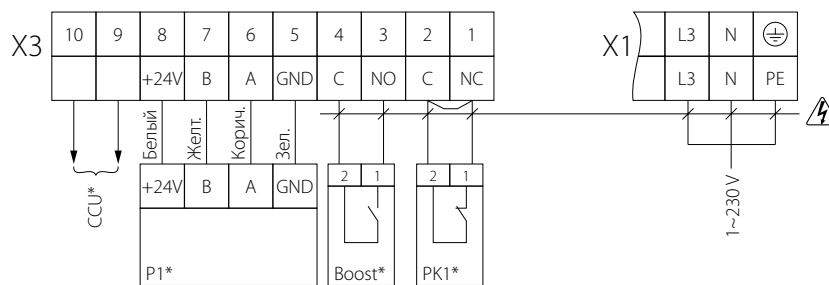 X3
10 9 8 7 6 5 4 3 2 1
+24V B A GND C NO C NC
X1
L3 N
L3 N PE
Белый
Желт.
Корич.
Зел.
CCU*
+24V B A GND
P1*
2 1
Boost*
2 1
PK1*
1~230 V